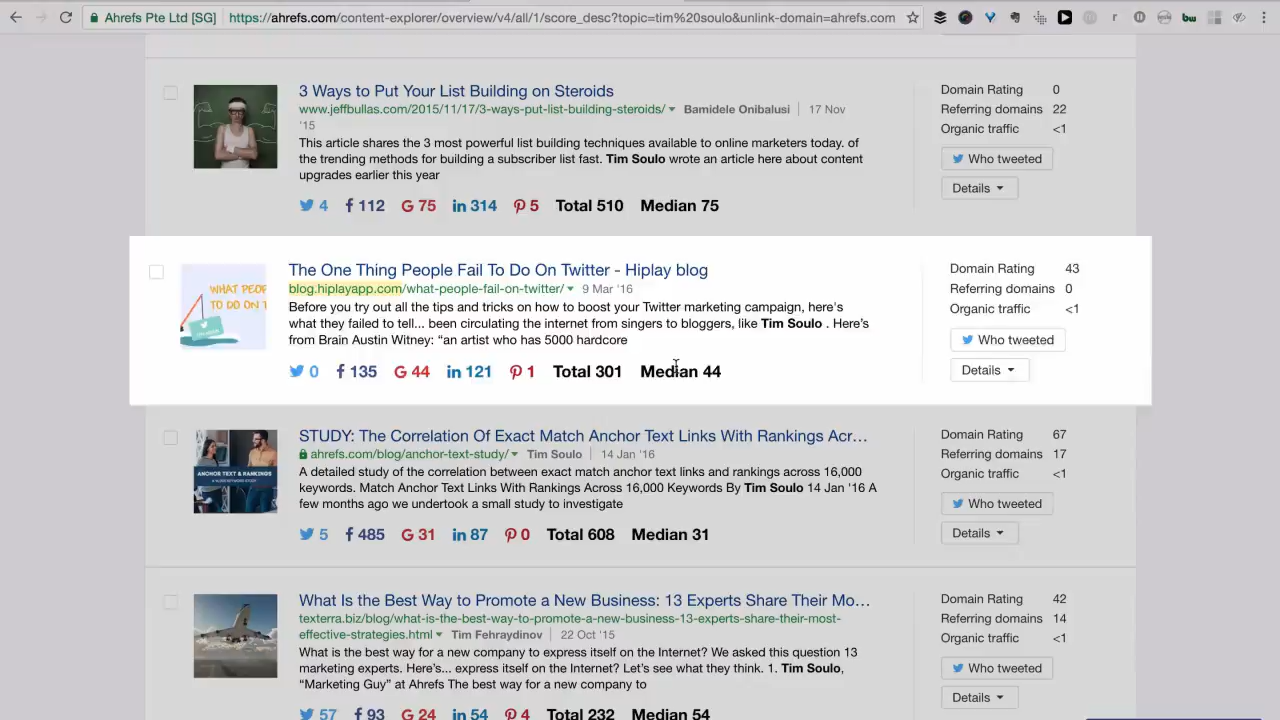 Ahrefs Pte Ltd [SG] https://ahrefs.com/content-explorer/overview/v4/all/1/score_desc?topic=tim%20soulo&unlink-domain=ahrefs.com
3 Ways to Put Your List Building on Steroids
www.jeffbullas.com/2015/11/17/3-ways-put-list-building-steroids/ Bamidele Onibalusi 17 Nov
'15
This article shares the 3 most powerful list building techniques available to online marketers today. of
the trending methods for building a subscriber list fast. Tim Soulo wrote an article here about content
upgrades earlier this year
4 112 75 314 5 Total 510 Median 75
Domain Rating 0
Referring domains 22
Organic traffic <1
Who tweeted
Details
WHAT PEOP
TO DO ON T
The One Thing People Fail To Do On Twitter - Hiplay blog
blog.hiplayapp.com/what-people-fail-on-twitter/ 9 Mar '16
Before you try out all the tips and tricks on how to boost your Twitter marketing campaign, here's
what they failed to tell... been circulating the internet from singers to bloggers, like Tim Soulo . Here's
from Brain Austin Witney: “an artist who has 5000 hardcore
0 135 44 121 1 Total 301 Median 44
Domain Rating 43
Referring domains 0
Organic traffic <1
Who tweeted
Details
ANCHOR TEXT & RANKINGS
STUDY: The Correlation Of Exact Match Anchor Text Links With Rankings Acr...
ahrefs.com/blog/anchor-text-study/ Tim Soulo 14 Jan '16
A detailed study of the correlation between exact match anchor text links and rankings across 16,000
keywords. Match Anchor Text Links With Rankings Across 16,000 Keywords By Tim Soulo 14 Jan '16 A
few months ago we undertook a small study to investigate
5 485 31 87 0 Total 608 Median 31
Domain Rating 67
Referring domains 17
Organic traffic <1
Who tweeted
Details
What Is the Best Way to Promote a New Business: 13 Experts Share Their Mo...
texterra.biz/blog/what-is-the-best-way-to-promote-a-new-business-13-experts-share-their-most-
effective-strategies.html Tim Fehraydinov 22 Oct '15
What is the best way for a new company to express itself on the Internet? We asked this question 13
marketing experts. Here's... express itself on the Internet? Let's see what they think. 1. Tim Soulo,
“Marketing Guy” at Ahrefs The best way for a new company to
57 93 24 54 4 Total 232 Median 54
Domain Rating 42
Referring domains 14
Organic traffic <1
Who tweeted
Details